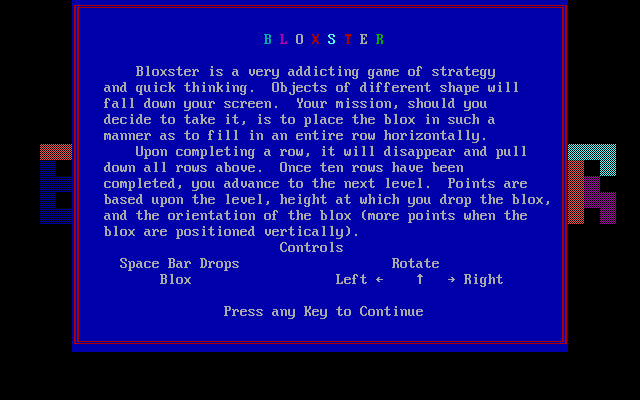 B L O X S T E R
Bloxster is a very addicting game of strategy
and quick thinking. Objects of different shape will
fall down your screen. Your mission, should you
decide to take it, is to place the blox in such a
manner as to fill in an entire row horizontally.
Upon completing a row, it will disappear and pull
down all rows above. Once ten rows have been
completed, you advance to the next level. Points are
based upon the level, height at which you drop the blox,
and the orientation of the blox (more points when the
blox are positioned vertically).
Controls
Space Bar Drops Rotate
Blox Left ← ↑ → Right
Press any Key to Continue